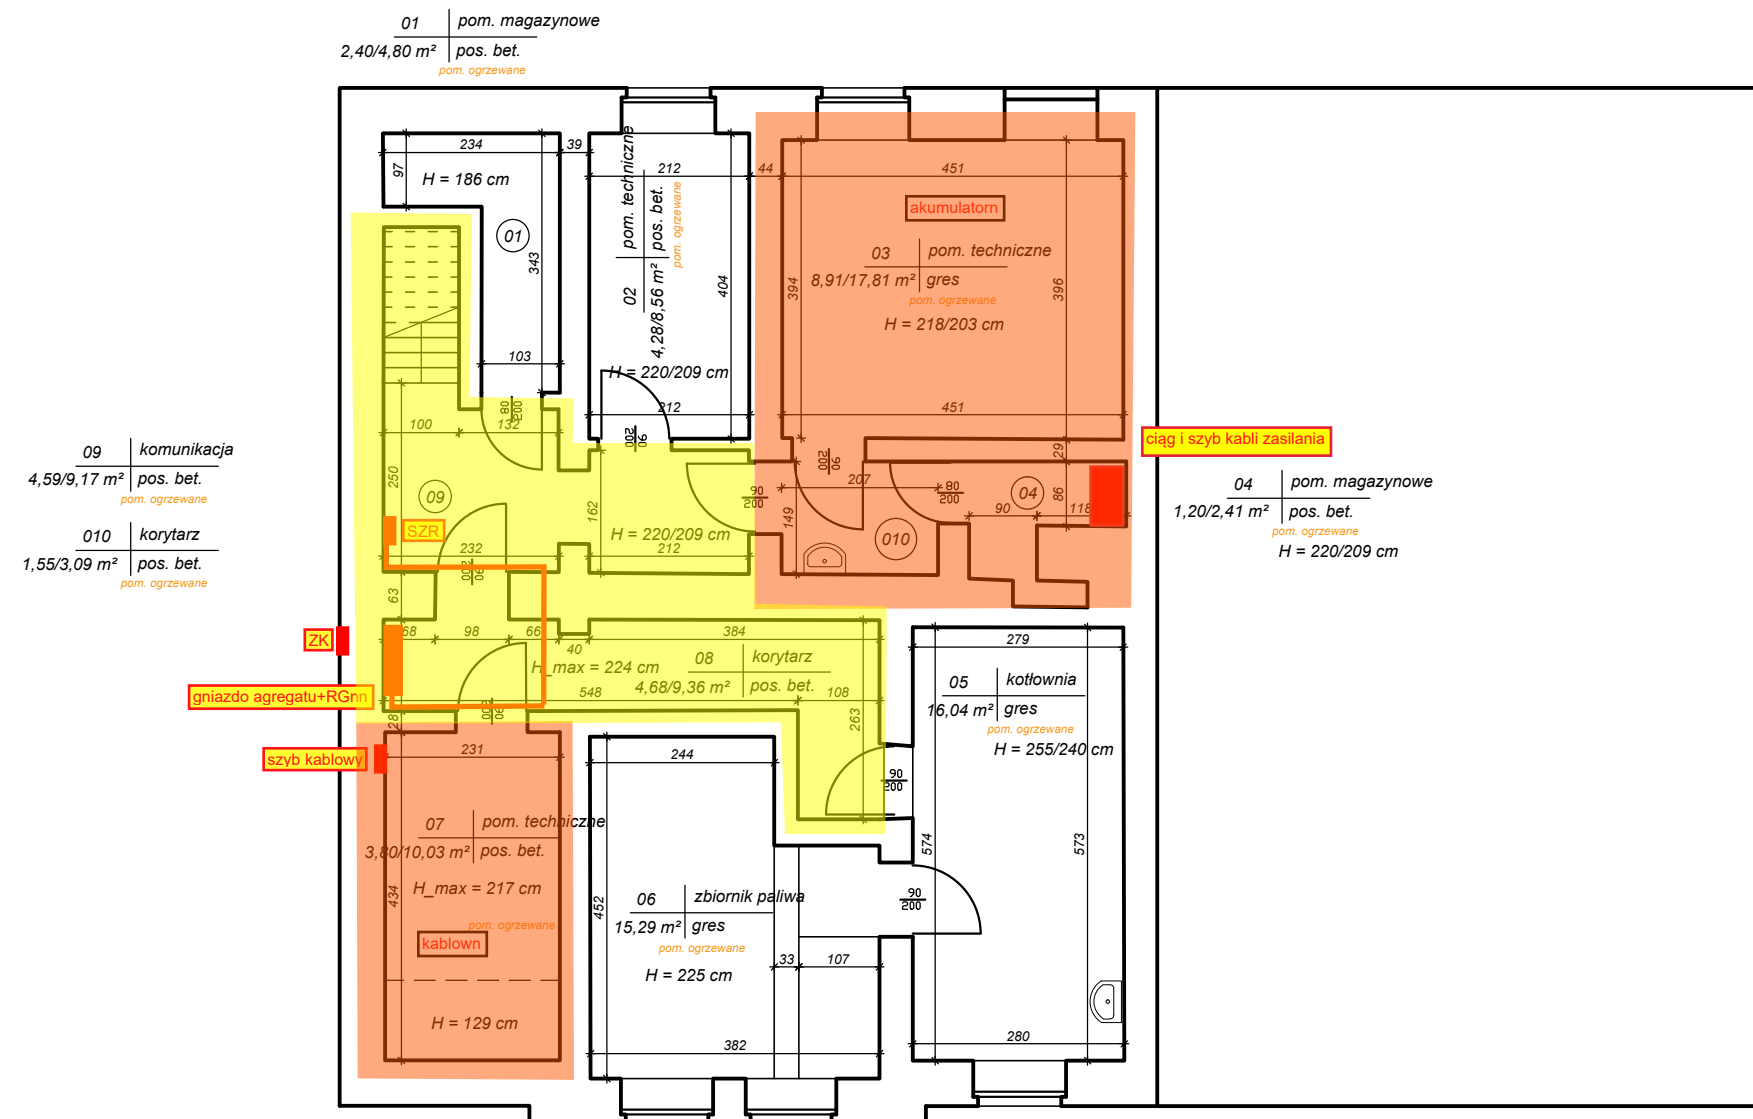 01 pom. magazynowe
2,40/4,80 m² pos. bet.
pom. ogrzewane
234
39
97
H = 186 cm
01
343
103
80
200
02 pom. techniczne
4,28/8,56 m² pos. bet.
pom. ogrzewane
212
404
H = 220/209 cm
212
90
200
44
451
akumulatorn
03 pom. techniczne
8,91/17,81 m² gres
pom. ogrzewane
H = 218/203 cm
394
396
451
29
ciąg i szyb kabli zasilania
90
200
207
80
200
04
86
90
118
149
010
90
200
04 pom. magazynowe
1,20/2,41 m² pos. bet.
pom. ogrzewane
H = 220/209 cm
09 komunikacja
4,59/9,17 m² pos. bet.
pom. ogrzewane
010 korytarz
1,55/3,09 m² pos. bet.
pom. ogrzewane
100
132
250
09
162
H = 220/209 cm
212
SZR
232
90
200
63
ZK
68
98
66
40
384
H_max = 224 cm
08 korytarz
4,68/9,36 m² pos. bet.
gniazdo agregatu+RGnn
548
108
263
28
90
200
szyb kablowy
231
07 pom. techniczne
3,80/10,03 m² pos. bet.
H_max = 217 cm
pom. ogrzewane
434
kablown
H = 129 cm
244
452
06 zbiornik paliwa
15,29 m² gres
pom. ogrzewane
H = 225 cm
33
107
382
279
05 kotłownia
16,04 m² gres
pom. ogrzewane
H = 255/240 cm
90
200
574
573
90
200
280